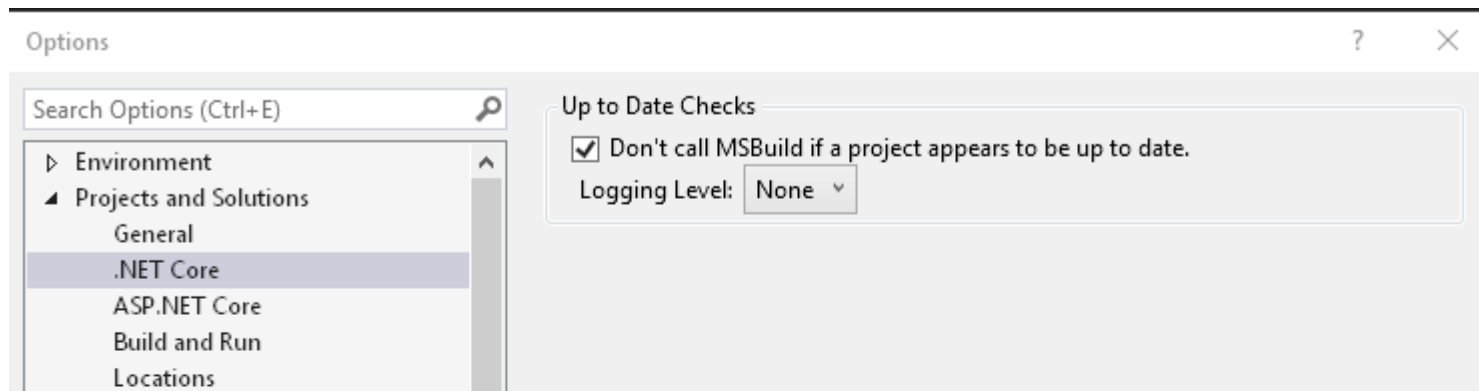 Options
?
Search Options (Ctrl+E)
Environment
Projects and Solutions
General
.NET Core
ASP.NET Core
Build and Run
Locations
Up to Date Checks
Don't call MSBuild if a project appears to be up to date.
Logging Level: None